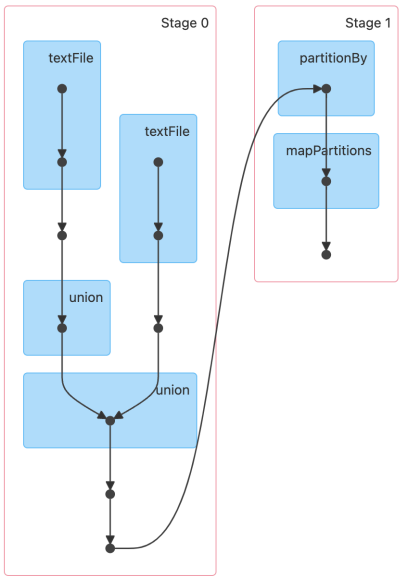 Stage 0
textFile
textFile
union
union
Stage 1
partitionBy
mapPartitions